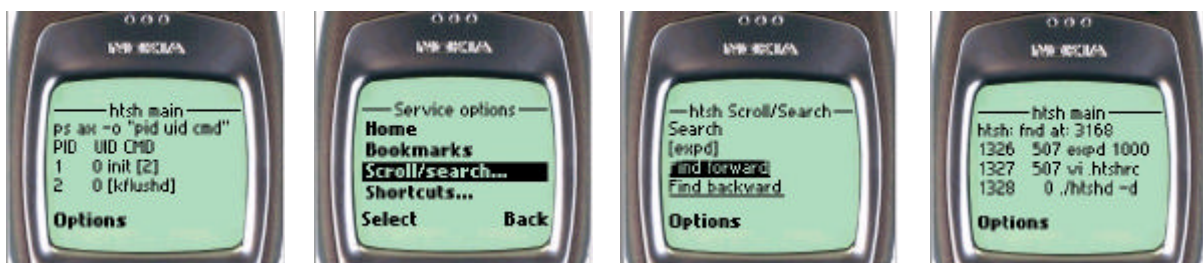 NOKIA
htsh main
ps ax -o "pid uid cmd"
PID UID CMD
1 0 init [2]
2 0 [kflushd]
Options
NOKIA
Service options
Home
Bookmarks
Scroll/search...
Shortcuts...
Select Back
NOKIA
htsh Scroll/Search
Search
[expd]
Find forward
Find backward
Options
NOKIA
htsh main
htsh: fnd at: 3168
1326 507 expd 1000
1327 507 vi .htshrc
1328 0 ./htshd -d
Options